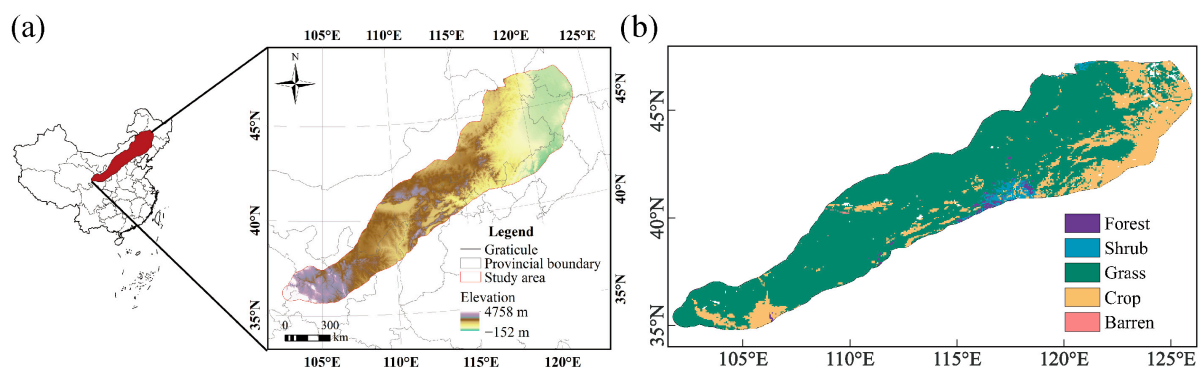 (a)
105°E 110°E 115°E 120°E 125°E
N
45°N
40°N
35°N
45°N
40°N
35°N
Legend
Graticule
Provincial boundary
Study area
Elevation
4758 m
−152 m
0 300
km
105°E 110°E 115°E 120°E
(b)
45°N
40°N
35°N
Forest
Shrub
Grass
Crop
Barren
105°E 110°E 115°E 120°E 125°E